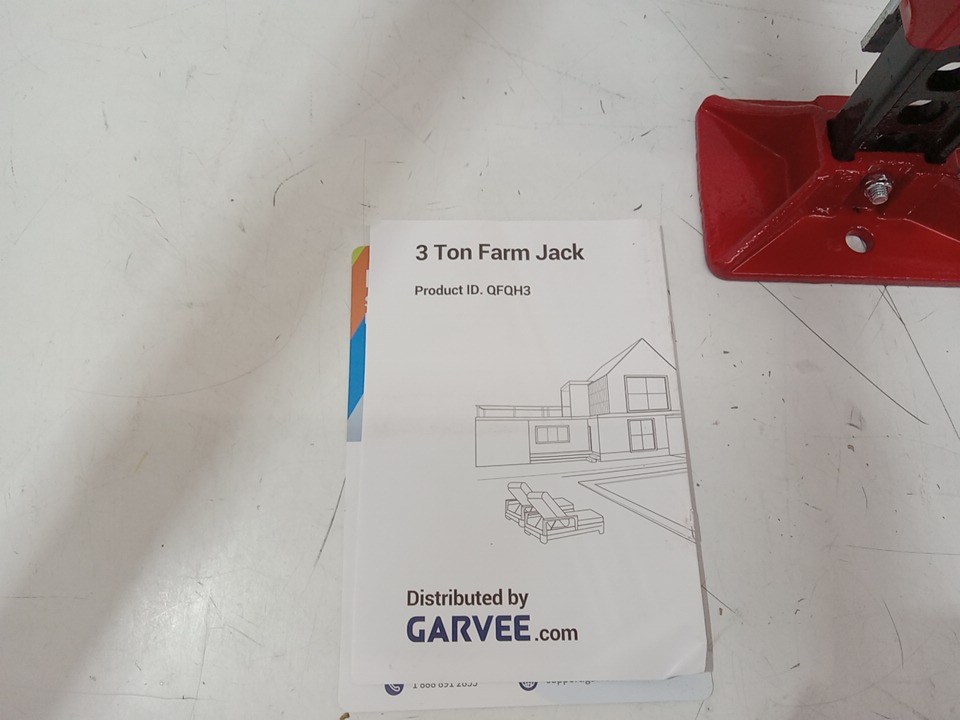 3 Ton Farm Jack
Product ID. QFQH3
Distributed by
GARVEE.com